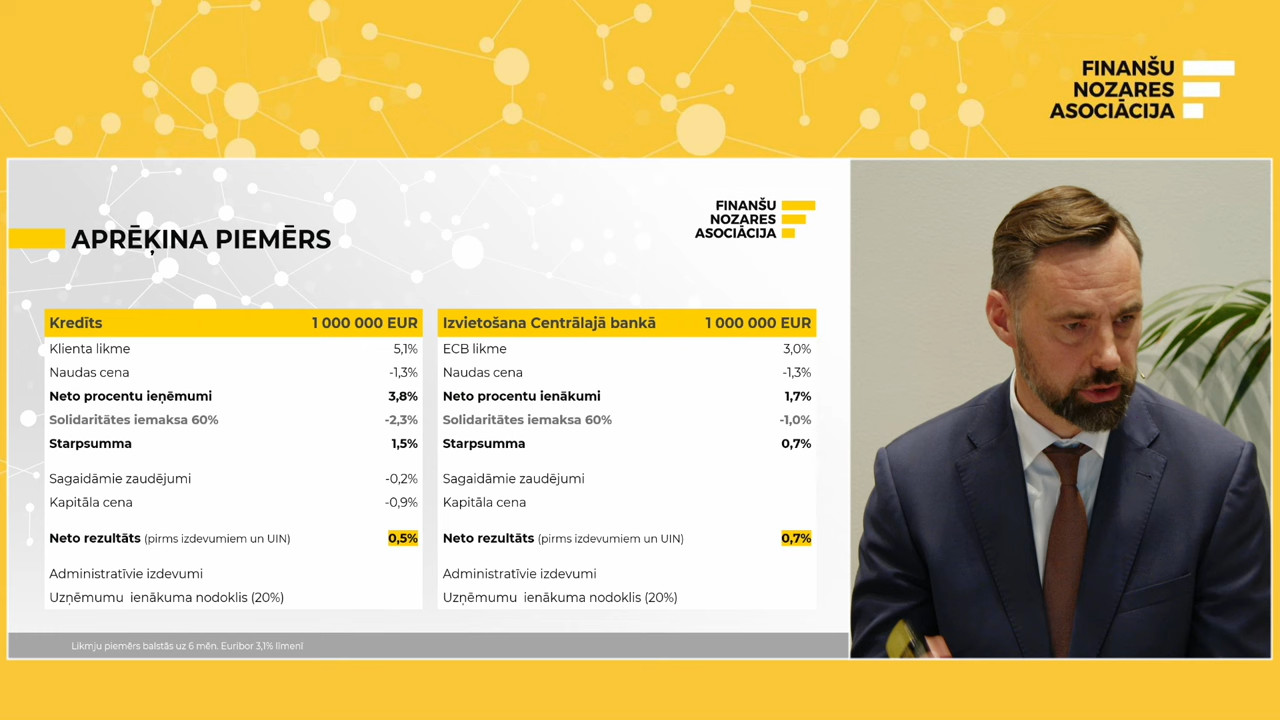 FINANŠU
NOZARES
ASOCIĀCIJA
FINANŠU
NOZARES
ASOCIĀCIJA
APRĒĶINA PIEMĒRS
Kredīts 1 000 000 EUR
Klienta likme 5,1%
Naudas cena -1,3%
Neto procentu ieņēmumi 3,8%
Solidaritātes iemaksa 60% -2,3%
Starpsumma 1,5%
Sagaidāmie zaudējumi -0,2%
Kapitāla cena -0,9%
Neto rezultāts (pirms izdevumiem un UIN) 0,5%
Administratīvie izdevumi
Uzņēmumu ienākuma nodoklis (20%)
Izvietošana Centrālajā bankā 1 000 000 EUR
ECB likme 3,0%
Naudas cena -1,3%
Neto procentu ienākumi 1,7%
Solidaritātes iemaksa 60% -1,0%
Starpsumma 0,7%
Sagaidāmie zaudējumi
Kapitāla cena
Neto rezultāts (pirms izdevumiem un UIN) 0,7%
Administratīvie izdevumi
Uzņēmumu ienākuma nodoklis (20%)
Likmju piemērs balstās uz 6 mēn. Euribor 3,1% līmenī